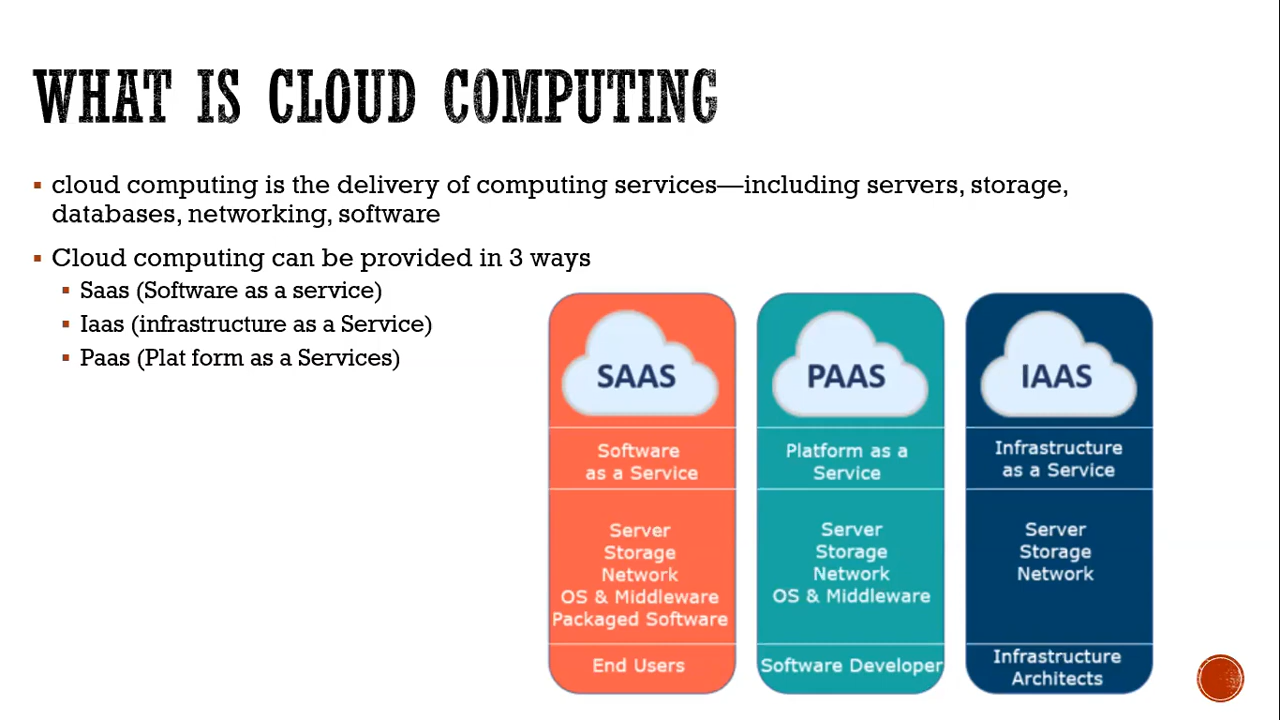 WHAT IS CLOUD COMPUTING
▪ cloud computing is the delivery of computing services—including servers, storage,
databases, networking, software
▪ Cloud computing can be provided in 3 ways
▪ Saas (Software as a service)
▪ Iaas (infrastructure as a Service)
▪ Paas (Plat form as a Services)
SAAS
Software
as a Service
Server
Storage
Network
OS & Middleware
Packaged Software
End Users
PAAS
Platform as a
Service
Server
Storage
Network
OS & Middleware
Software Developer
IAAS
Infrastructure
as a Service
Server
Storage
Network
Infrastructure
Architects